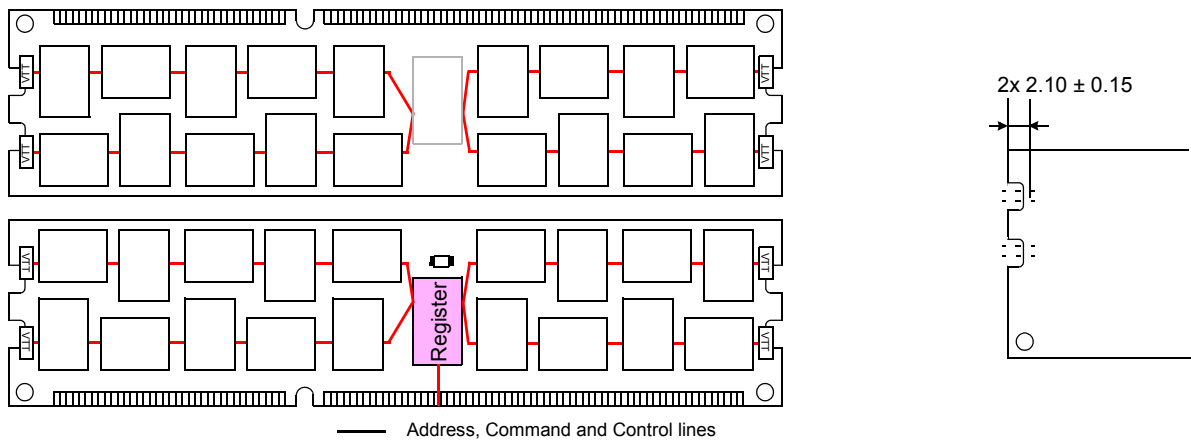 VTT
VTT
VTT
VTT
2x 2.10 ± 0.15
VTT
VTT
VTT
VTT
Register
Address, Command and Control lines